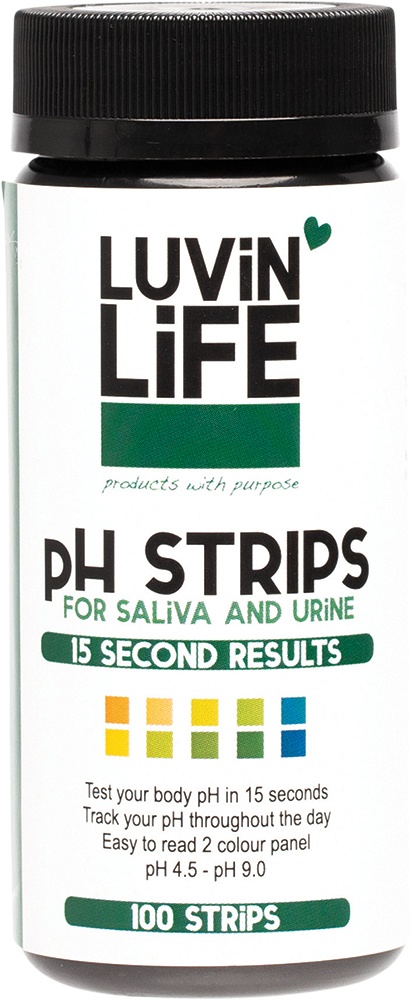 LUViN
LiFE
products with purpose
pH STRIPS
FOR SALiVA AND URiNE
15 SECOND RESULTS
Test your body pH in 15 seconds
Track your pH throughout the day
Easy to read 2 colour panel
pH 4.5 - pH 9.0
100 STRiPS